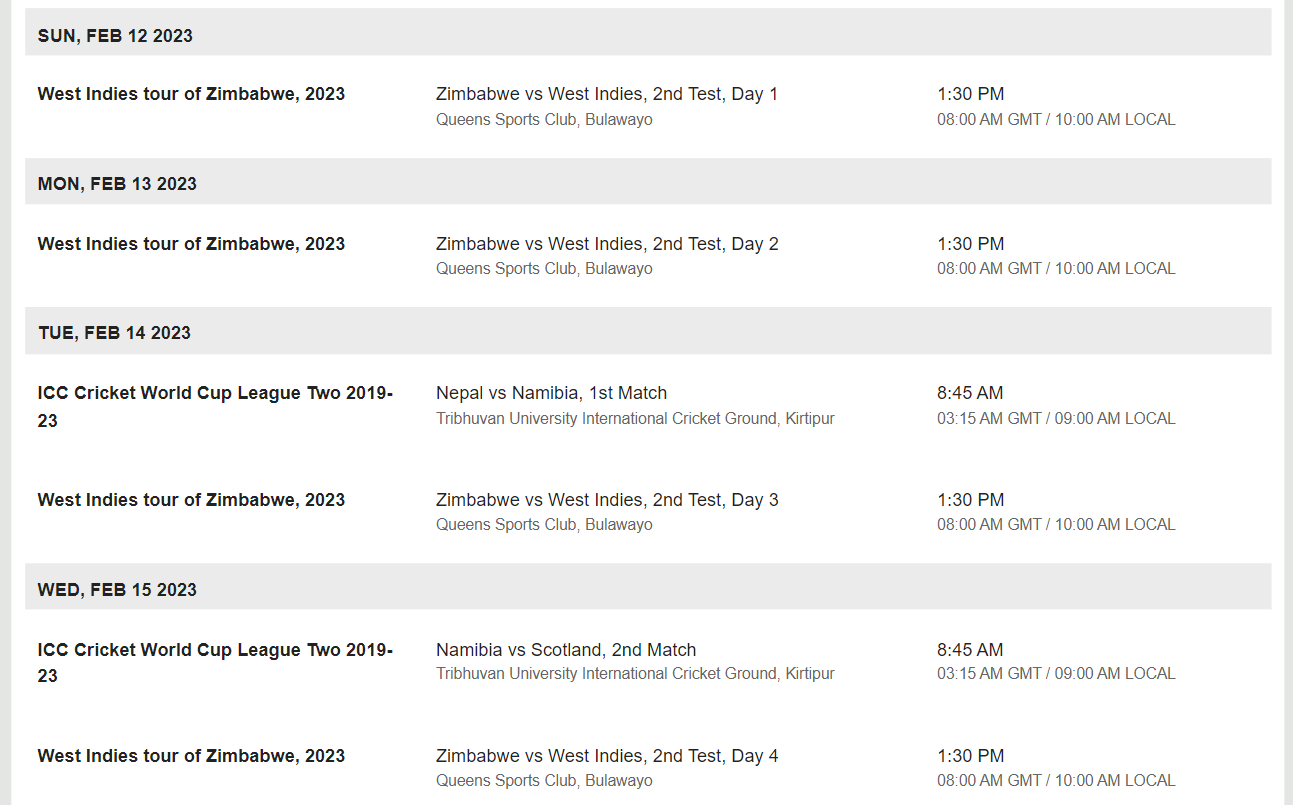 SUN, FEB 12 2023
West Indies tour of Zimbabwe, 2023
Zimbabwe vs West Indies, 2nd Test, Day 1
Queens Sports Club, Bulawayo
1:30 PM
08:00 AM GMT / 10:00 AM LOCAL
MON, FEB 13 2023
West Indies tour of Zimbabwe, 2023
Zimbabwe vs West Indies, 2nd Test, Day 2
Queens Sports Club, Bulawayo
1:30 PM
08:00 AM GMT / 10:00 AM LOCAL
TUE, FEB 14 2023
ICC Cricket World Cup League Two 2019-
23
Nepal vs Namibia, 1st Match
Tribhuvan University International Cricket Ground, Kirtipur
8:45 AM
03:15 AM GMT / 09:00 AM LOCAL
West Indies tour of Zimbabwe, 2023
Zimbabwe vs West Indies, 2nd Test, Day 3
Queens Sports Club, Bulawayo
1:30 PM
08:00 AM GMT / 10:00 AM LOCAL
WED, FEB 15 2023
ICC Cricket World Cup League Two 2019-
23
Namibia vs Scotland, 2nd Match
Tribhuvan University International Cricket Ground, Kirtipur
8:45 AM
03:15 AM GMT / 09:00 AM LOCAL
West Indies tour of Zimbabwe, 2023
Zimbabwe vs West Indies, 2nd Test, Day 4
Queens Sports Club, Bulawayo
1:30 PM
08:00 AM GMT / 10:00 AM LOCAL